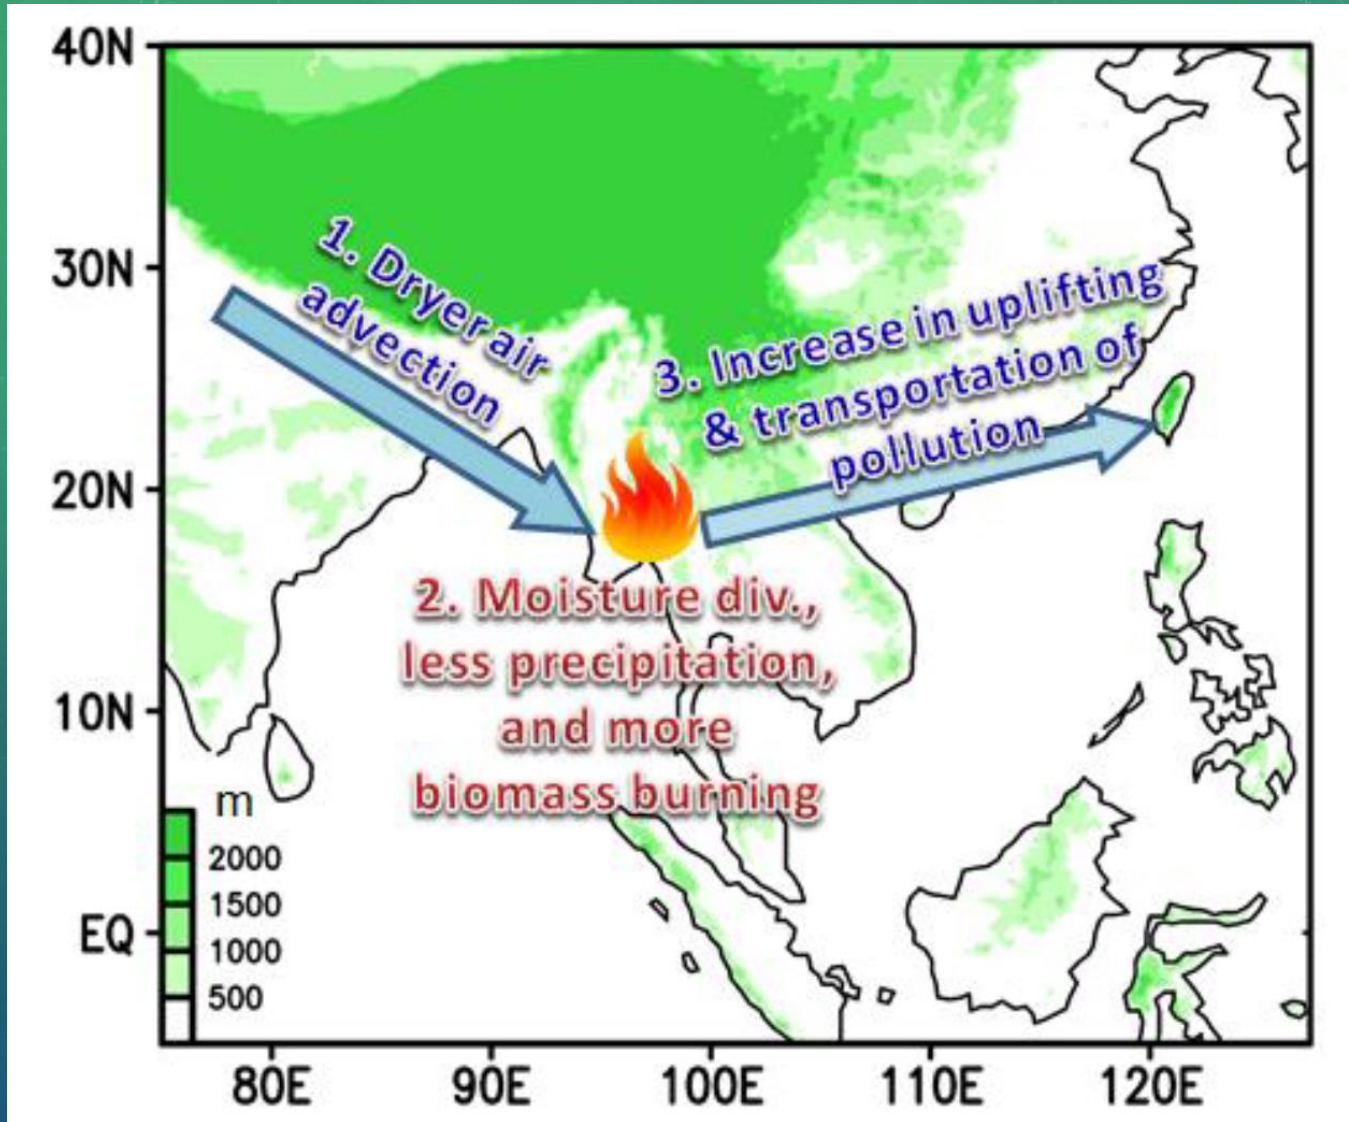 40N
30N
20N
10N
EQ
1. Dryer air
advection
3. Increase in uplifting
& transportation of
pollution
2. Moisture div.,
less precipitation,
and more
biomass burning
m
2000
1500
1000
500
80E
90E
100E
110E
120E